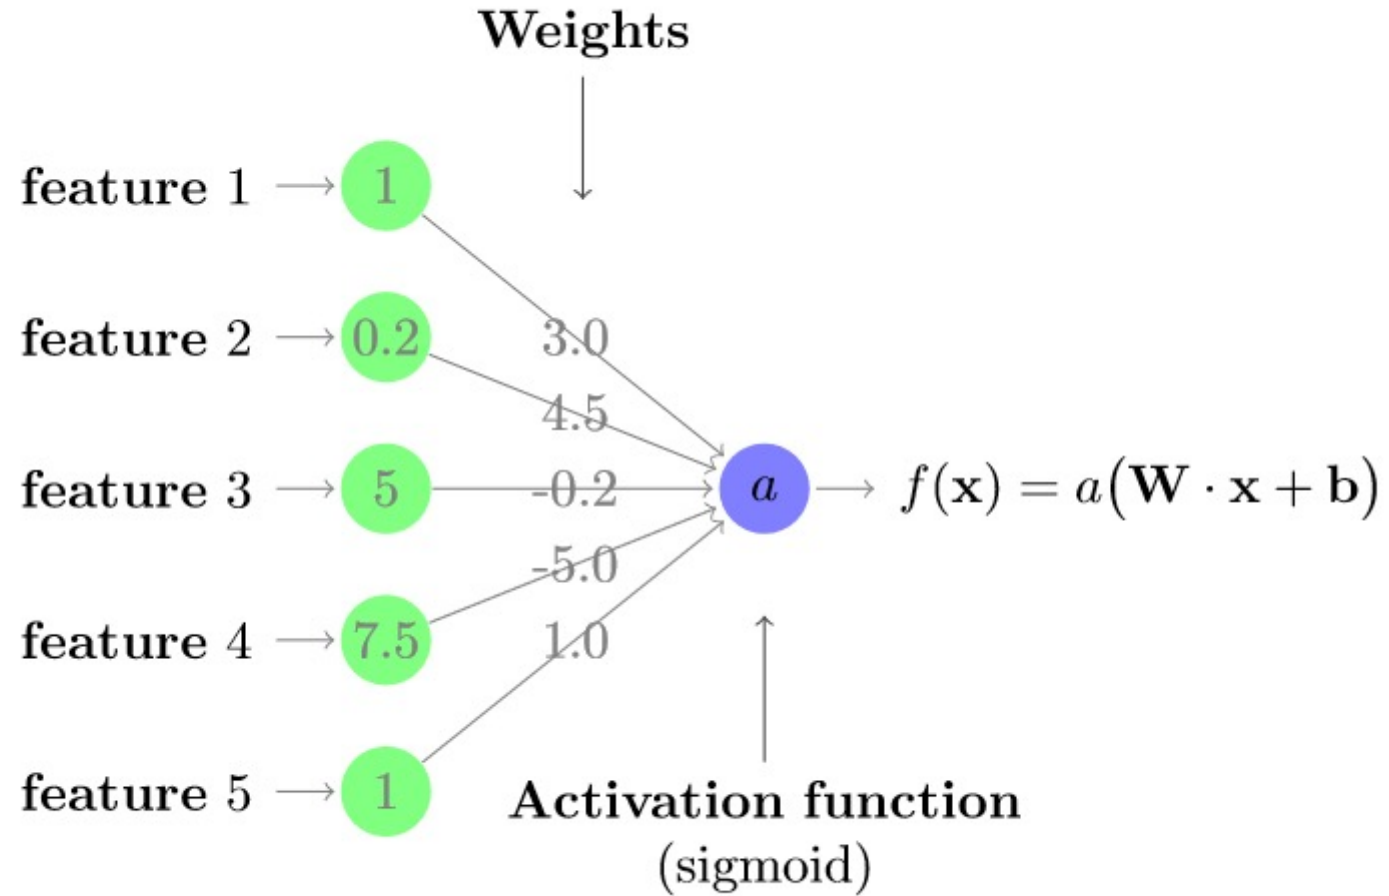 Weights
feature 1
1
feature 2
0.2
3.0
4.5
feature 3
5
-0.2
a
f(x) = a(W · x + b)
-5.0
feature 4
7.5
1.0
feature 5
1
Activation function
(sigmoid)